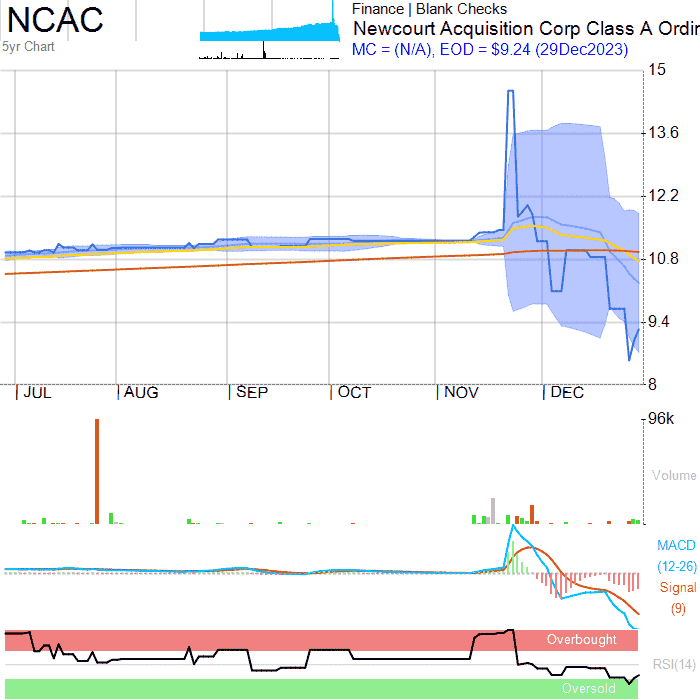 NCAC
5yr Chart
Finance | Blank Checks
Newcourt Acquisition Corp Class A Ordin
MC = (N/A), EOD = $9.24 (29Dec2023)
15
13.6
12.2
10.8
9.4
8
JUL AUG SEP OCT NOV DEC
96k
Volume
MACD
(12-26)
Signal
(9)
Overbought
RSI(14)
Oversold